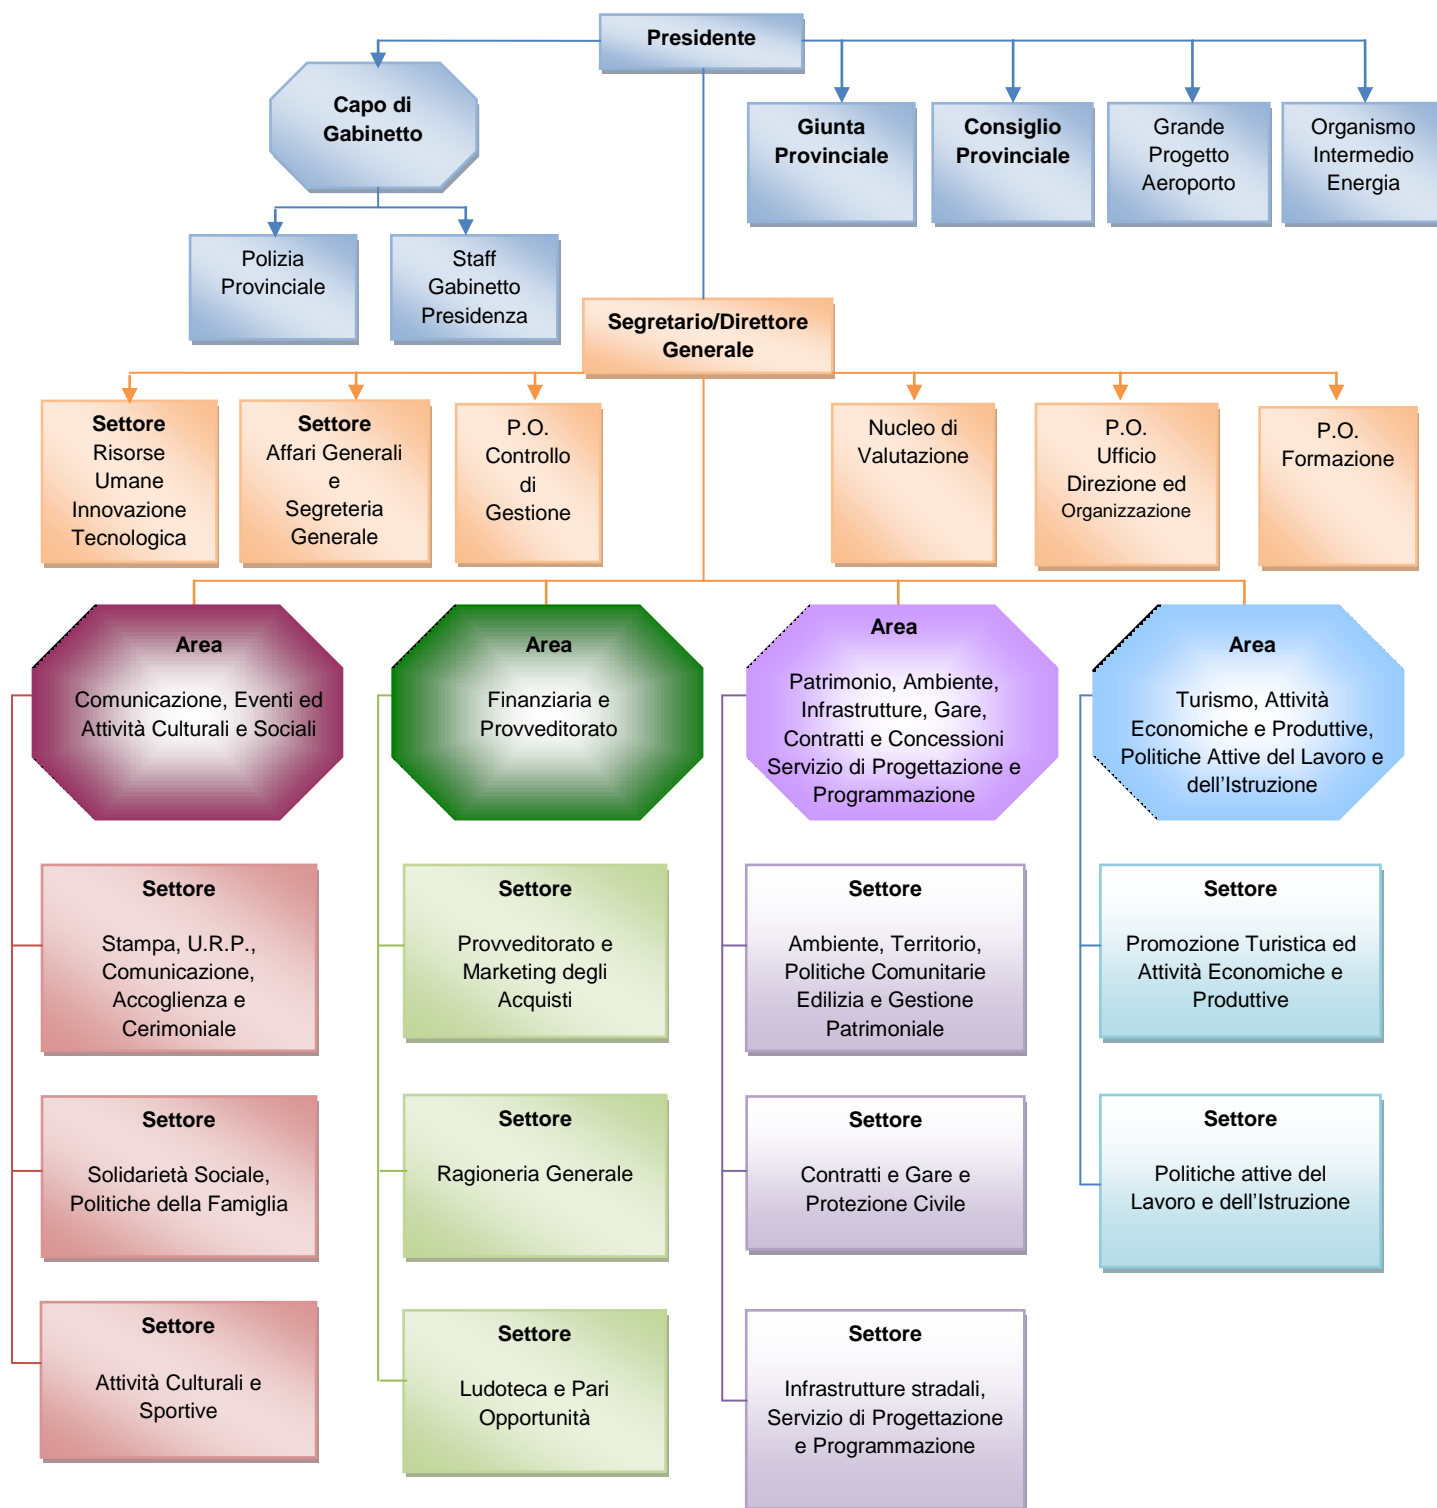 Presidente
Capo di
Gabinetto
Giunta
Provinciale
Consiglio
Provinciale
Grande
Progetto
Aeroporto
Organismo
Intermedio
Energia
Polizia
Provinciale
Staff
Gabinetto
Presidenza
Segretario/Direttore
Generale
Settore
Risorse
Umane
Innovazione
Tecnologica
Settore
Affari Generali
e
Segreteria
Generale
P.O.
Controllo
di
Gestione
Nucleo di
Valutazione
P.O.
Ufficio
Direzione ed
Organizzazione
P.O.
Formazione
Area
Comunicazione, Eventi ed
Attività Culturali e Sociali
Area
Finanziaria e
Provveditorato
Area
Patrimonio, Ambiente,
Infrastrutture, Gare,
Contratti e Concessioni
Servizio di Progettazione e
Programmazione
Area
Turismo, Attività
Economiche e Produttive,
Politiche Attive del Lavoro e
dell’Istruzione
Settore
Stampa, U.R.P.,
Comunicazione,
Accoglienza e
Cerimoniale
Settore
Provveditorato e
Marketing degli
Acquisti
Settore
Ambiente, Territorio,
Politiche Comunitarie
Edilizia e Gestione
Patrimoniale
Settore
Promozione Turistica ed
Attività Economiche e
Produttive
Settore
Solidarietà Sociale,
Politiche della Famiglia
Settore
Ragioneria Generale
Settore
Contratti e Gare e
Protezione Civile
Settore
Politiche attive del
Lavoro e dell’Istruzione
Settore
Attività Culturali e
Sportive
Settore
Ludoteca e Pari
Opportunità
Settore
Infrastrutture stradali,
Servizio di Progettazione
e Programmazione